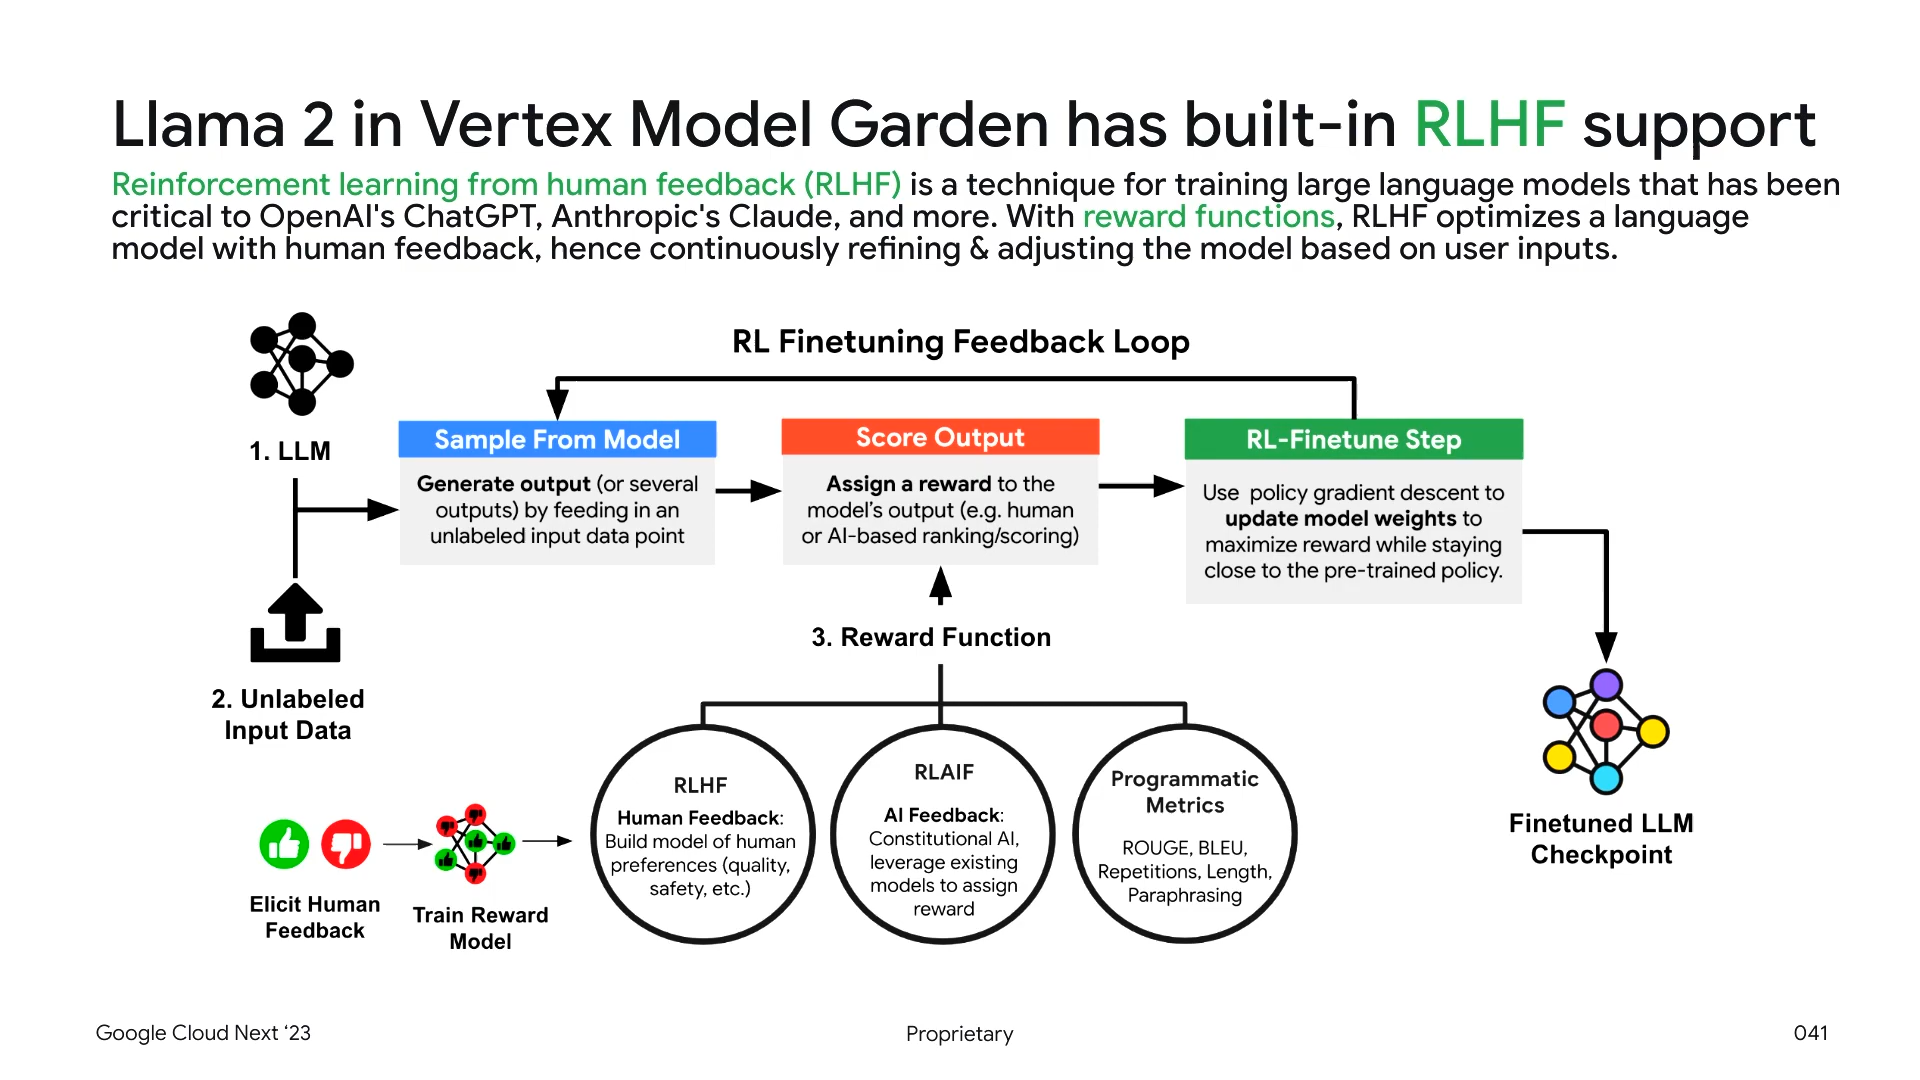 Llama 2 in Vertex Model Garden has built-in RLHF support
Reinforcement learning from human feedback (RLHF) is a technique for training large language models that has been
critical to OpenAI's ChatGPT, Anthropic's Claude, and more. With reward functions, RLHF optimizes a language
model with human feedback, hence continuously refining & adjusting the model based on user inputs.
RL Finetuning Feedback Loop
1. LLM
2. Unlabeled
Input Data
Sample From Model
Generate output (or several
outputs) by feeding in an
unlabeled input data point
Score Output
Assign a reward to the
model’s output (e.g. human
or AI-based ranking/scoring)
RL-Finetune Step
Use  policy gradient descent to
update model weights to
maximize reward while staying
close to the pre-trained policy.
3. Reward Function
Elicit Human
Feedback
Train Reward
Model
RLHF
Human Feedback:
Build model of human
preferences (quality,
safety, etc.)
RLAIF
AI Feedback:
Constitutional AI,
leverage existing
models to assign
reward
Programmatic
Metrics
ROUGE, BLEU,
Repetitions, Length,
Paraphrasing
Finetuned LLM
Checkpoint
Google Cloud Next ‘23
Proprietary
041